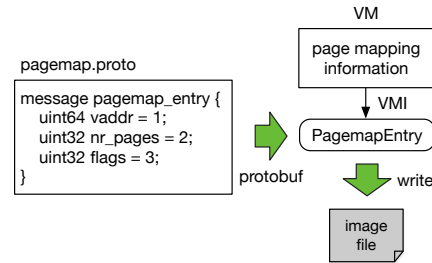 VM
page mapping
information
pagemap.proto
VMI
message pagemap_entry {
uint64 vaddr = 1;
uint32 nr_pages = 2;
uint32 flags = 3;
}
PagemapEntry
protobuf
write
image
file